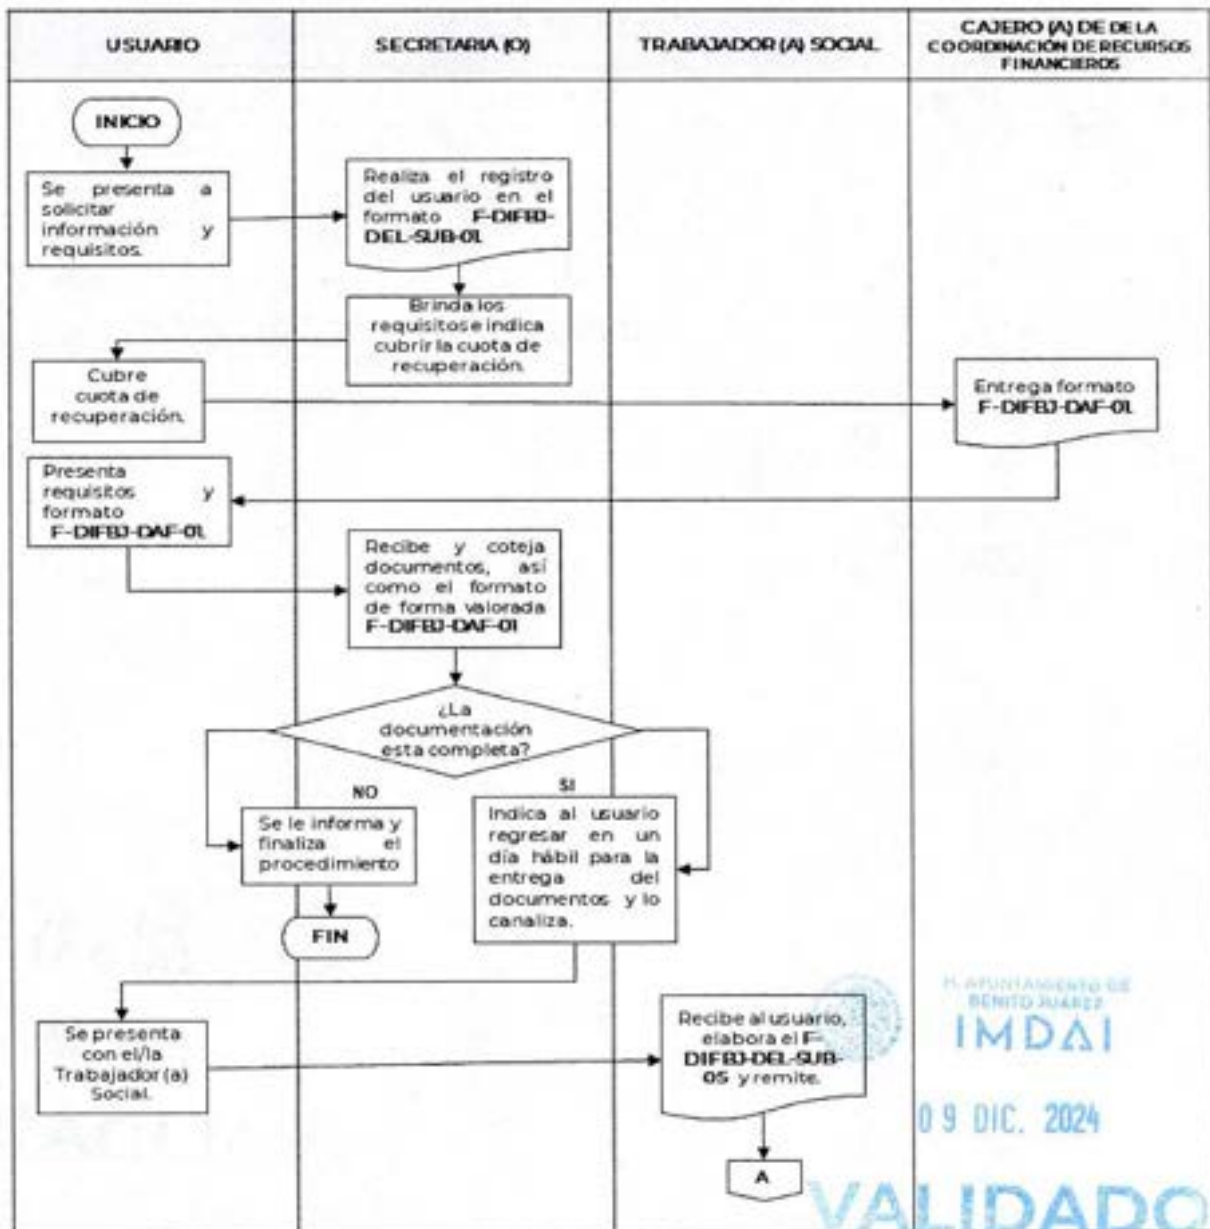 USUARIO
SECRETARIA (O)
TRABAJADOR (A) SOCIAL
CAJERO (A) DE DE LA
COORDINACIÓN DE RECURSOS
FINANCIEROS
INICIO
Se presenta a
solicitar
información y
requisitos.
Realiza el registro
del usuario en el
formato F-DIFBJ-
DEL-SUB-01.
Brinda los
requisitos e indica
cubrir la cuota de
recuperación.
Cubre
cuota de
recuperación.
Entrega formato
F-DIFBJ-DAF-01.
Presenta
requisitos y
formato
F-DIFBJ-DAF-01.
Recibe y coteja
documentos, así
como el formato
de forma valorada
F-DIFBJ-DAF-01
¿La
documentación
esta completa?
NO
SI
Se le informa y
finaliza el
procedimiento
FIN
Indica al usuario
regresar en un
día hábil para la
entrega del
documentos y lo
canaliza.
Se presenta
con el/la
Trabajador (a)
Social.
Recibe al usuario,
elabora el F-
DIFBJ-DEL-SUB-
05 y remite.
A
H. AYUNTAMIENTO DE
BENITO JUÁREZ
IMDAI
09 DIC. 2024
VALIDADO